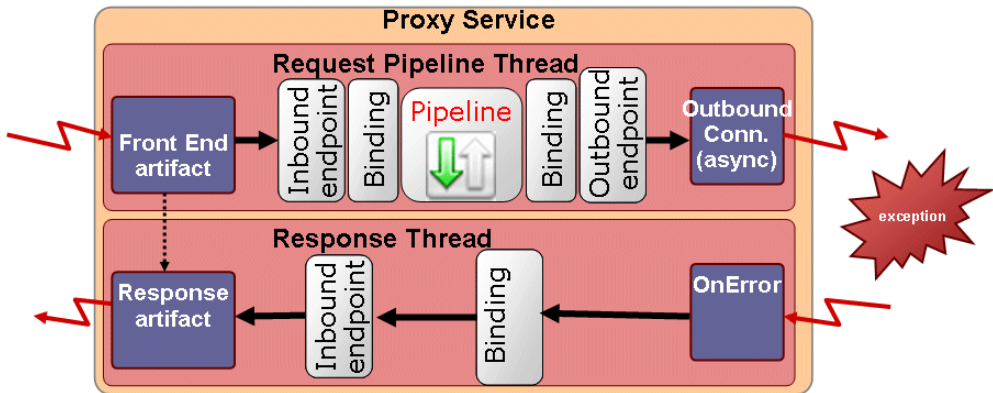 Proxy Service
Request Pipeline Thread
Front End
artifact
Inbound
endpoint
Binding
Pipeline
Binding
Outbound
endpoint
Outbound
Conn.
(async)
exception
Response Thread
Response
artifact
Inbound
endpoint
Binding
OnError